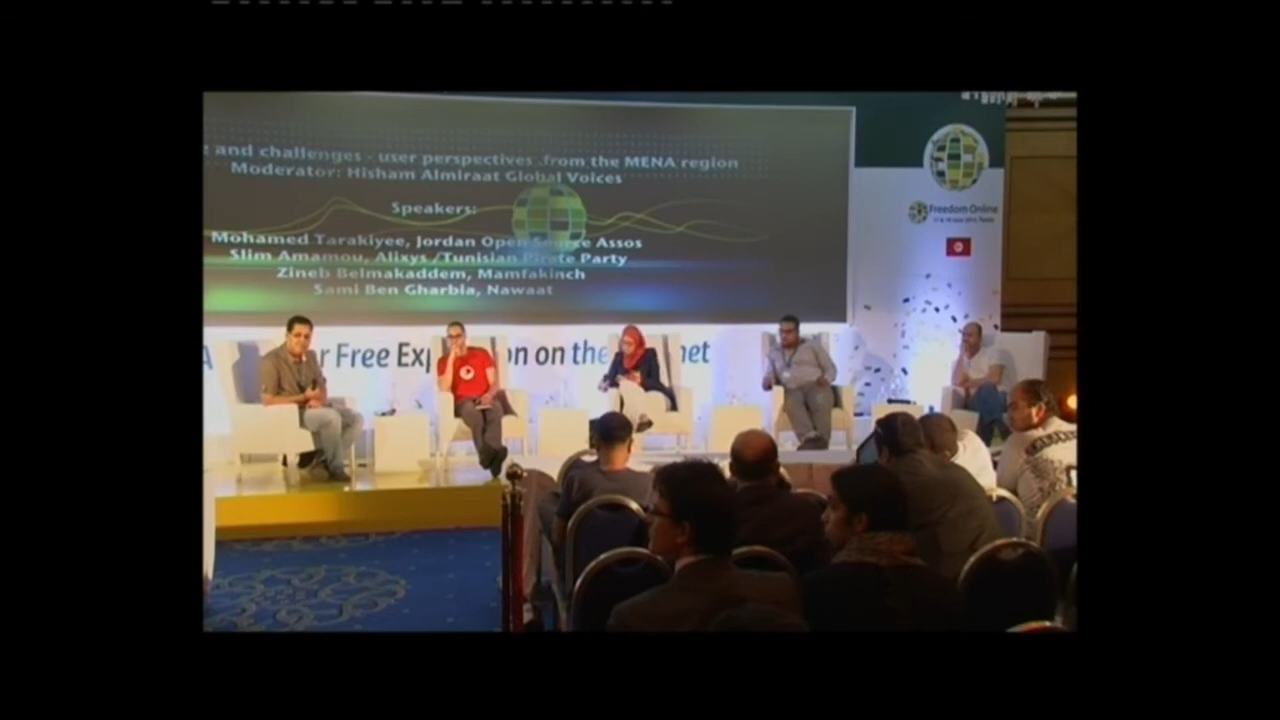 and challenges - user perspectives .from the MENA region
Moderator: Hisham Almiraat Global Voices
Speakers:
Mohamed Tarakiyee, Jordan Open Source Assos
Slim Amamou, Alixys /Tunisian Pirate Party
Zineb Belmakaddem, Mamfakinch
Sami Ben Gharbia, Nawaat
Freedom Online
A r Free Exp on on the net